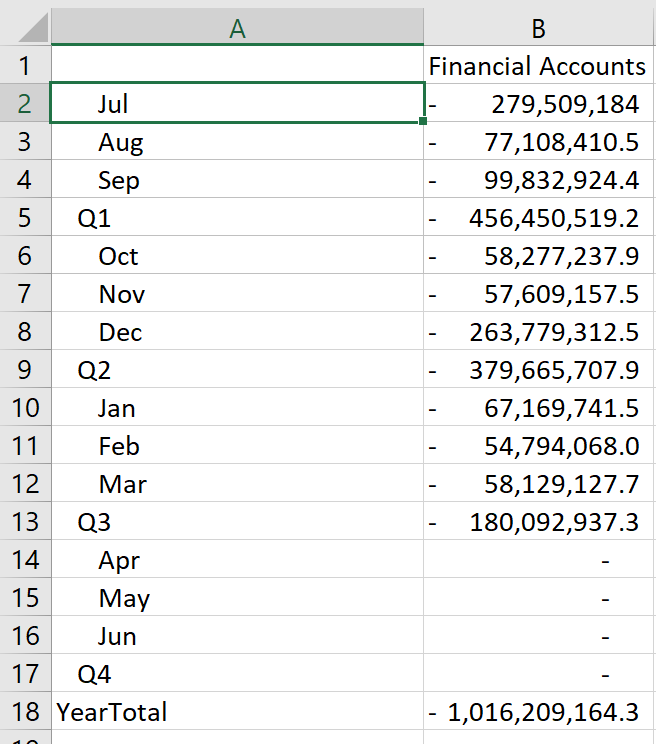 A B
1 Financial Accounts
2 Jul - 279,509,184
3 Aug - 77,108,410.5
4 Sep - 99,832,924.4
5 Q1 - 456,450,519.2
6 Oct - 58,277,237.9
7 Nov - 57,609,157.5
8 Dec - 263,779,312.5
9 Q2 - 379,665,707.9
10 Jan - 67,169,741.5
11 Feb - 54,794,068.0
12 Mar - 58,129,127.7
13 Q3 - 180,092,937.3
14 Apr -
15 May -
16 Jun -
17 Q4 -
18 YearTotal - 1,016,209,164.3